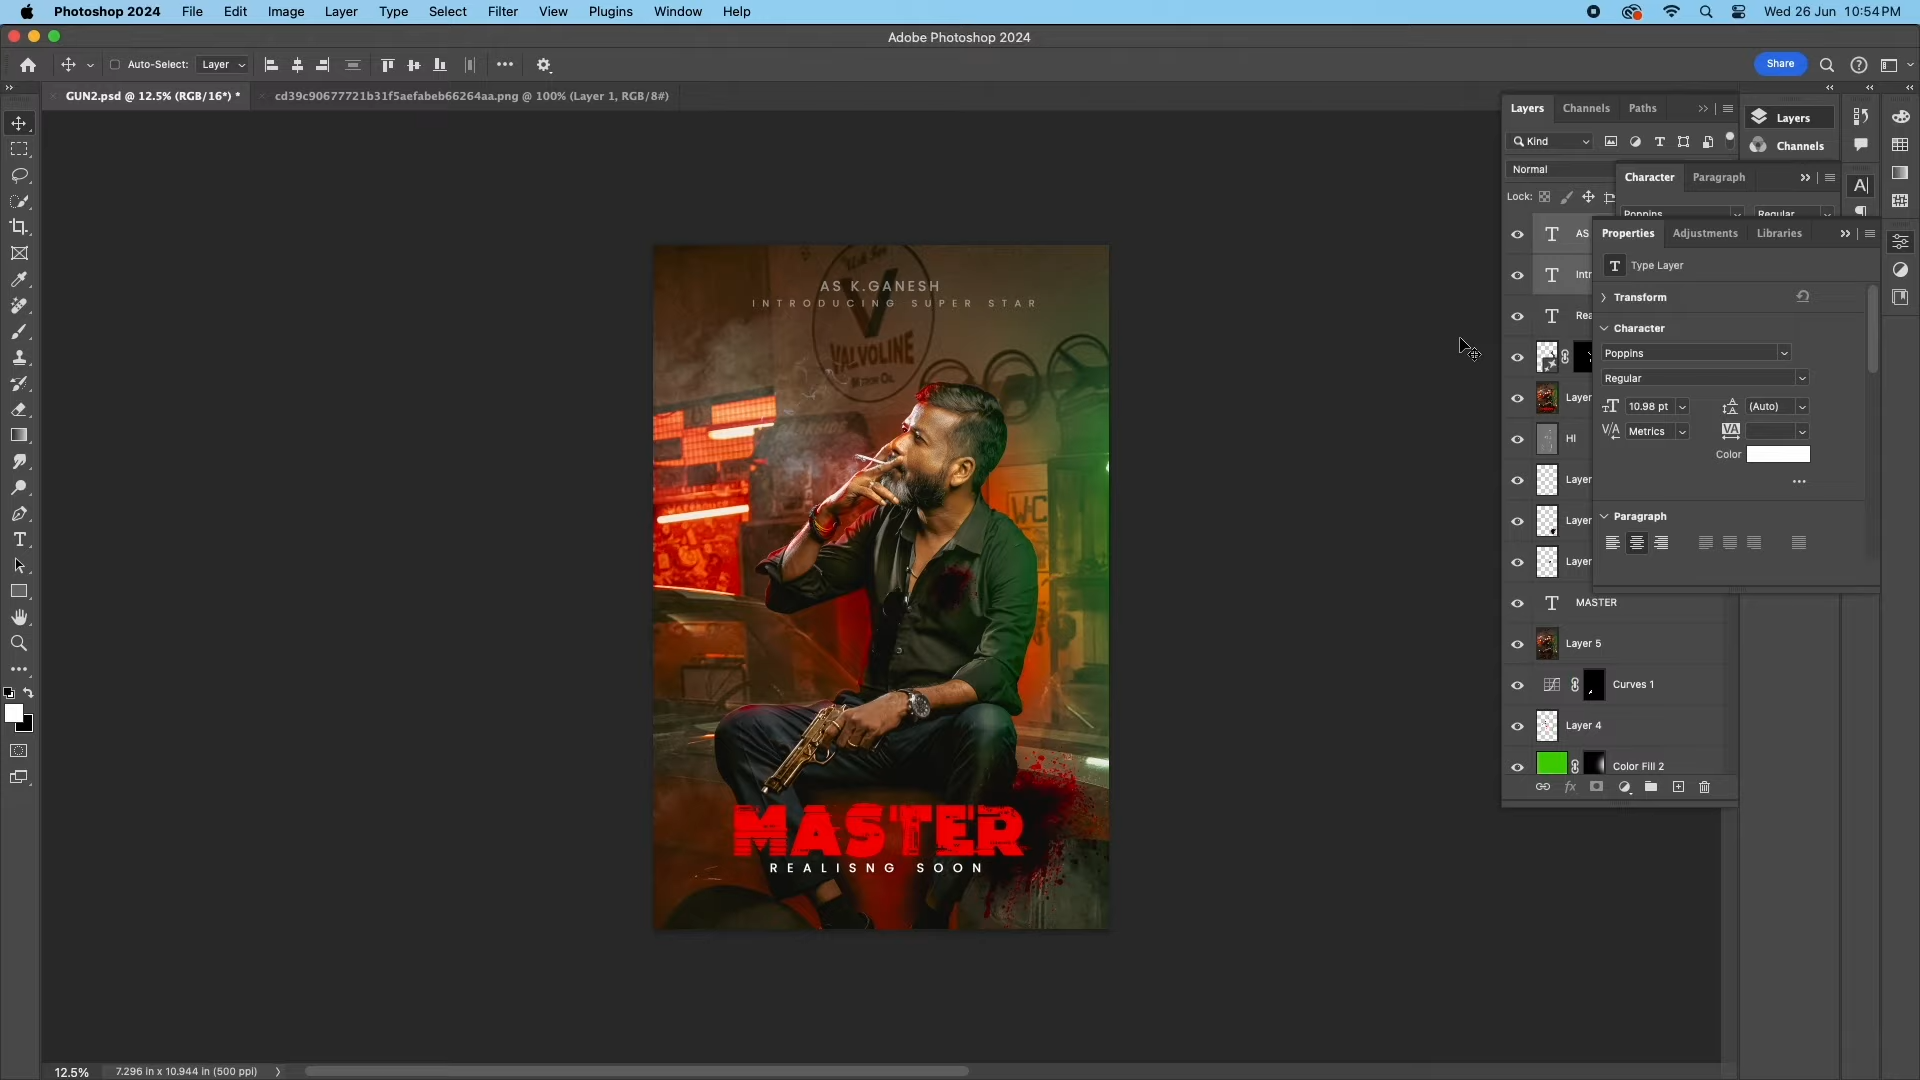 Photoshop 2024 File Edit Image Layer Type Select Filter View Plugins Window Help Wed 26 Jun 10:54 PM
Adobe Photoshop 2024
Auto-Select: Layer Share
GUN2.psd @ 12.5% (RGB/16*) * cd39c90677721b31f5aefabeb66264aa.png @ 100% (Layer 1, RGB/8#)
Layers Channels Paths
Layers
Kind
Channels
Normal
Character Paragraph
Lock:
Poppins Regular
AS
Properties Adjustments Libraries
T Type Layer
Intr
Transform
Rea
Character
Poppins
Regular
Layer
10.98 pt (Auto)
Metrics
HI
Color
Layer
Paragraph
Layer
Layer
MASTER
Layer 5
Curves 1
Layer 4
Color Fill 2
AS K.GANESH
INTRODUCING SUPER STAR
V
VALVOLINE
MASTER
REALISNG SOON
12.5% 7.296 in x 10.944 in (500 ppi)